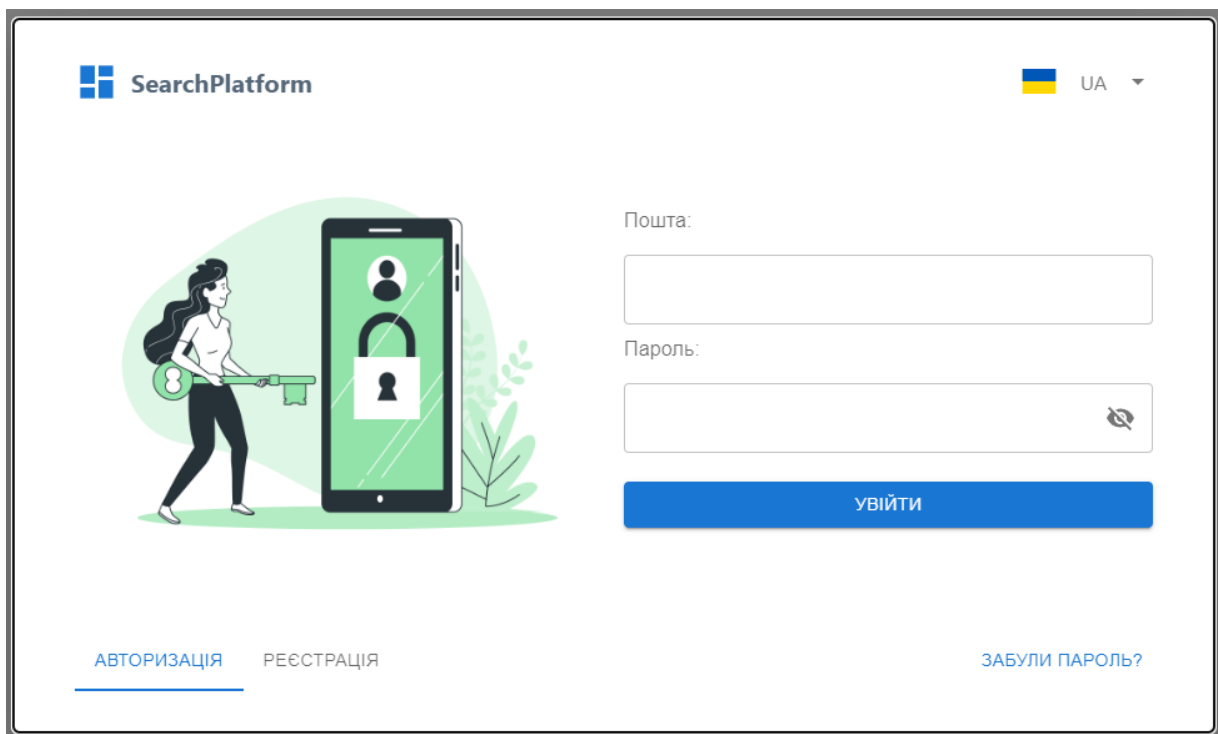 SearchPlatform
UA
Пошта:
Пароль:
УВІЙТИ
АВТОРИЗАЦІЯ РЕЄСТРАЦІЯ
ЗАБУЛИ ПАРОЛЬ?